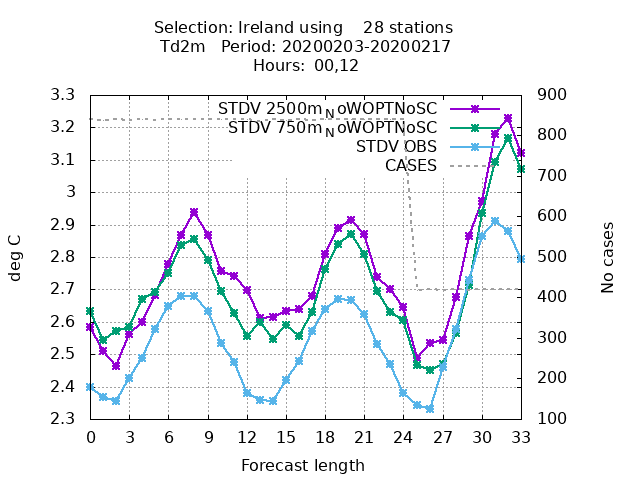 Selection: Ireland using 28 stations
Td2m Period: 20200203-20200217
Hours: 00,12
STDV 2500m_NoWOPTNoSC
STDV 750m_NoWOPTNoSC
STDV OBS
CASES
deg C
No cases
3.3
3.2
3.1
3
2.9
2.8
2.7
2.6
2.5
2.4
2.3
900
800
700
600
500
400
300
200
100
0 3 6 9 12 15 18 21 24 27 30 33
Forecast length